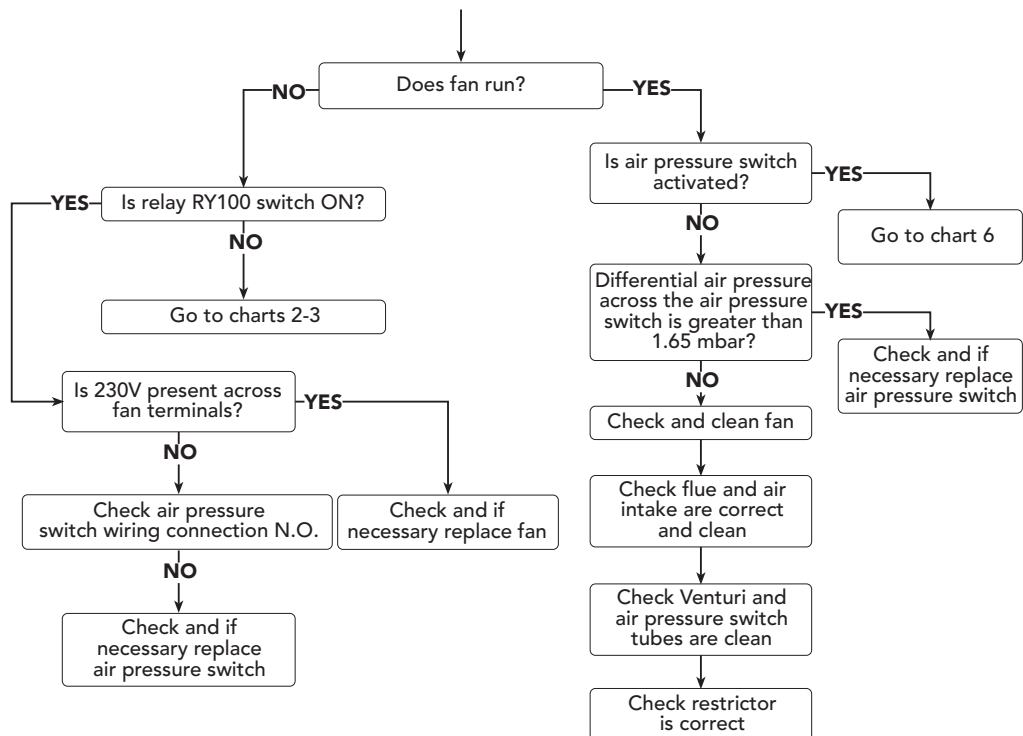 Does fan run?
NO
YES
Is air pressure switch
activated?
YES
Is relay RY100 switch ON?
YES
NO
NO
Go to chart 6
Differential air pressure
across the air pressure
switch is greater than
1.65 mbar?
Go to charts 2-3
YES
Check and if
necessary replace
air pressure switch
Is 230V present across
fan terminals?
YES
NO
Check and clean fan
NO
Check air pressure
switch wiring connection N.O.
Check and if
necessary replace fan
Check flue and air
intake are correct
and clean
NO
Check and if
necessary replace
air pressure switch
Check Venturi and
air pressure switch
tubes are clean
Check restrictor
is correct